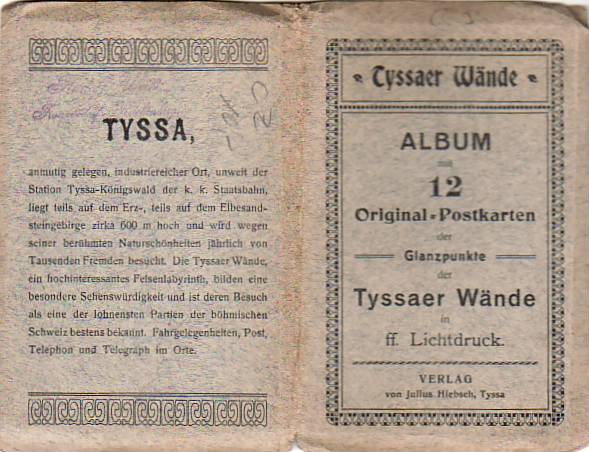 TYSSA,
anmutig gelegen, industriereicher Ort, unweit der
Station Tyssa-Königswald der k. k. Staatsbahn,
liegt teils auf dem Erz-, teils auf dem Elbesand-
steingebirge zirka 600 m hoch und wird wegen
seiner berühmten Naturschönheiten jährlich von
Tausenden Fremden besucht. Die Tyssaer Wände,
ein hochinteressantes Felsenlabyrinth, bilden eine
besondere Sehenswürdigkeit und ist deren Besuch
als eine der lohnensten Partien der böhmischen
Schweiz bestens bekannt. Fahrgelegenheiten, Post,
Telephon und Telegraph im Orte.
Tyssaer Wände
ALBUM
mit
12
Original-Postkarten
der
Glanzpunkte
der
Tyssaer Wände
in
ff. Lichtdruck.
VERLAG
von Julius Hiebsch, Tyssa